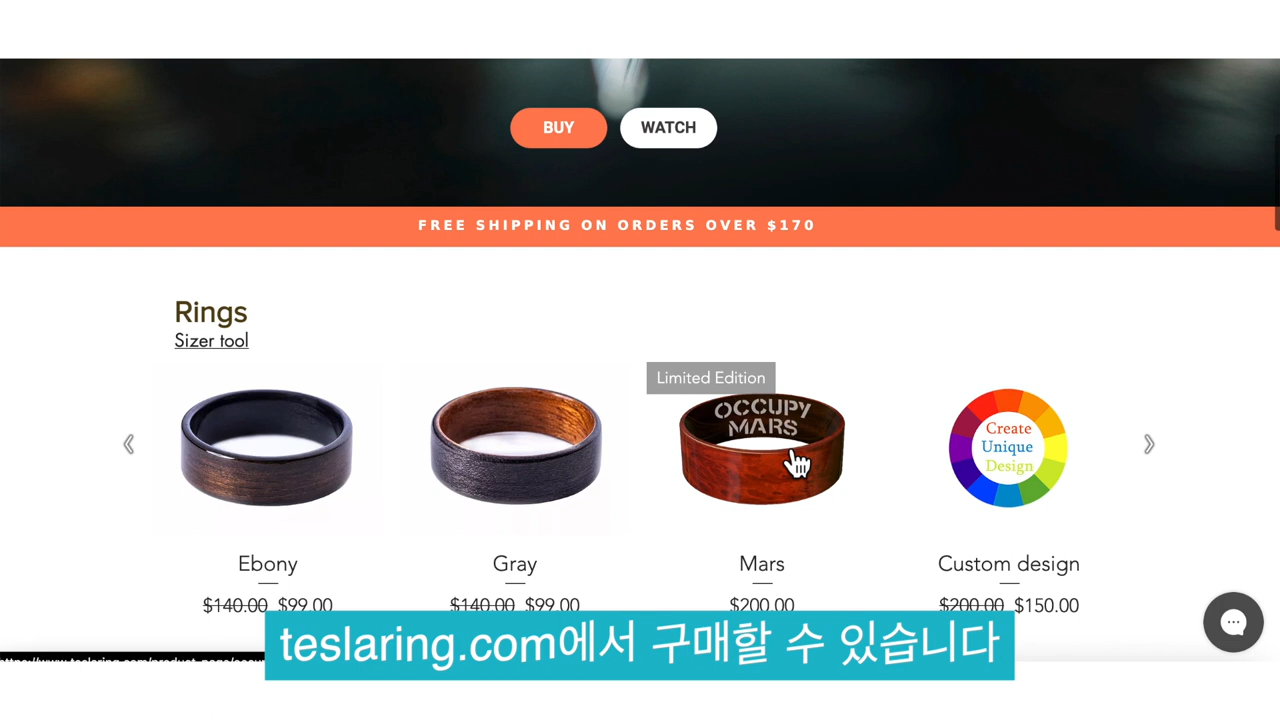 BUY
WATCH
FREE SHIPPING ON ORDERS OVER $170
Rings
Sizer tool
Limited Edition
OCCUPY
MARS
Create
Unique
Design
Ebony
Gray
Mars
Custom design
$140.00 $99.00
$140.00 $99.00
$200.00
$200.00 $150.00
teslaring.com에서 구매할 수 있습니다